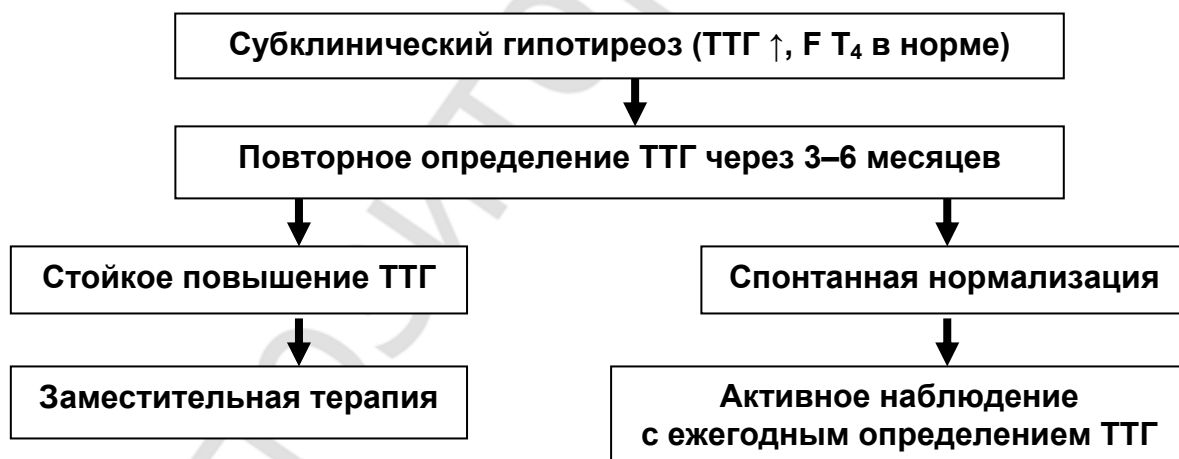 Субклинический гипотиреоз (ТТГ ↑, F T₄ в норме)
Повторное определение ТТГ через 3–6 месяцев
Стойкое повышение ТТГ
Спонтанная нормализация
Заместительная терапия
Активное наблюдение
с ежегодным определением ТТГ